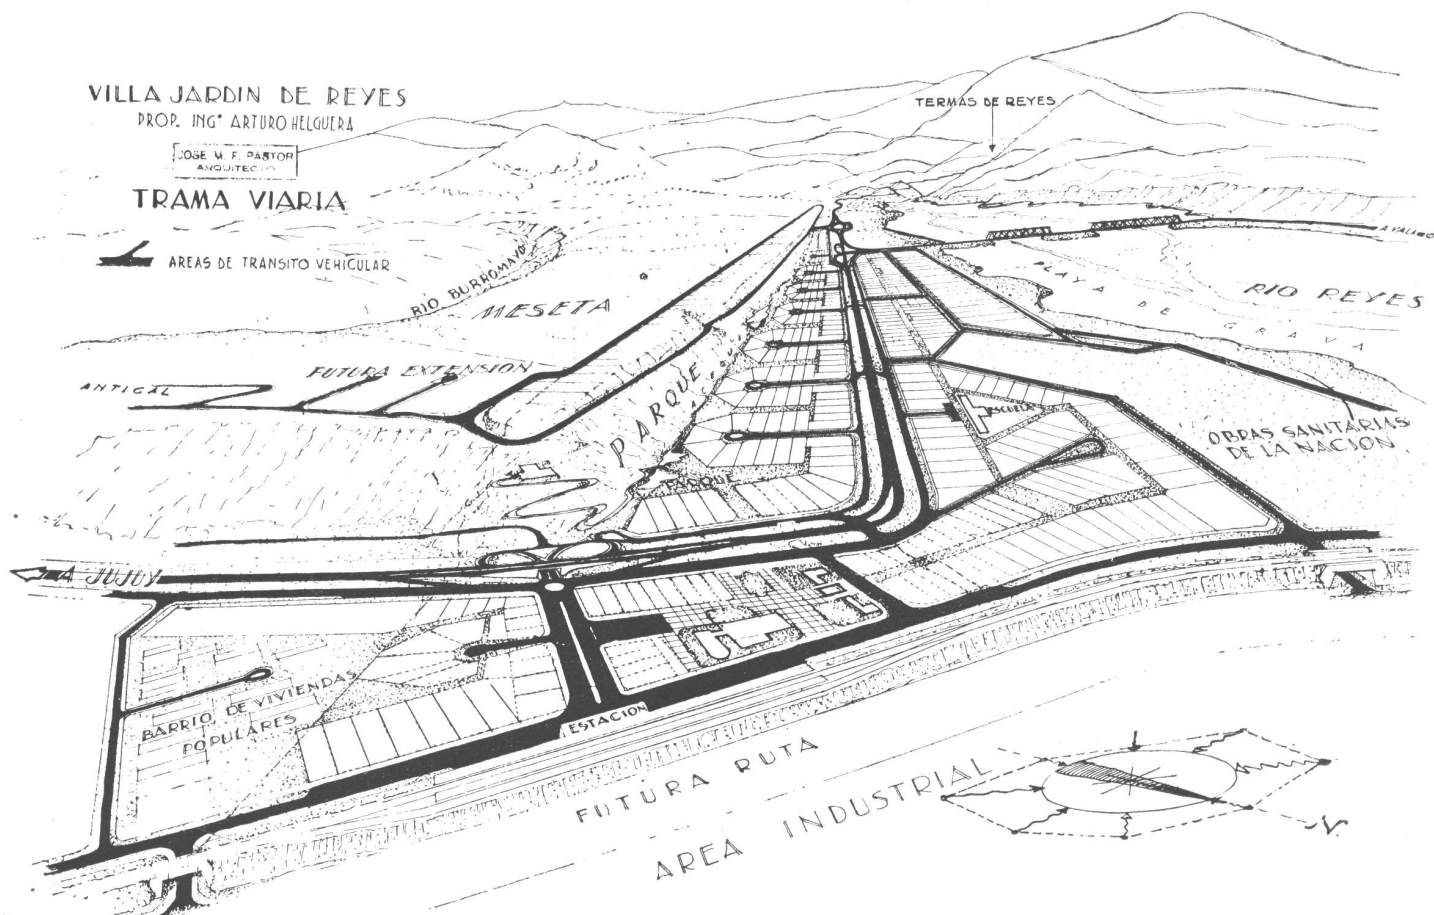 VILLA JARDIN DE REYES
PROP. ING° ARTURO HELGUERA
JOSE M. F. PASTOR
ARQUITECTO
TRAMA VIARIA
AREAS DE TRANSITO VEHICULAR
TERMAS DE REYES
A YALA
RIO BURROMAYO
MESETA
PLAYA DE GRAVA
RIO REYES
ANTIGAL
FUTURA EXTENSION
PARQUE
ESCUELA
OBRAS SANITARIAS
DE LA NACION
PARQUE
A JUJUY
BARRIO DE VIVIENDAS
POPULARES
ESTACION
FUTURA RUTA
AREA INDUSTRIAL
N